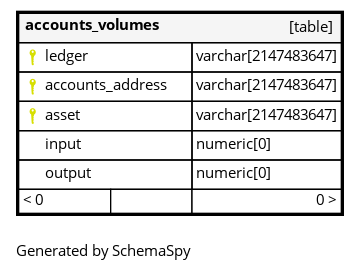 accounts_volumes [table]
ledger varchar[2147483647]
accounts_address varchar[2147483647]
asset varchar[2147483647]
input numeric[0]
output numeric[0]
< 0 0 >
Generated by SchemaSpy